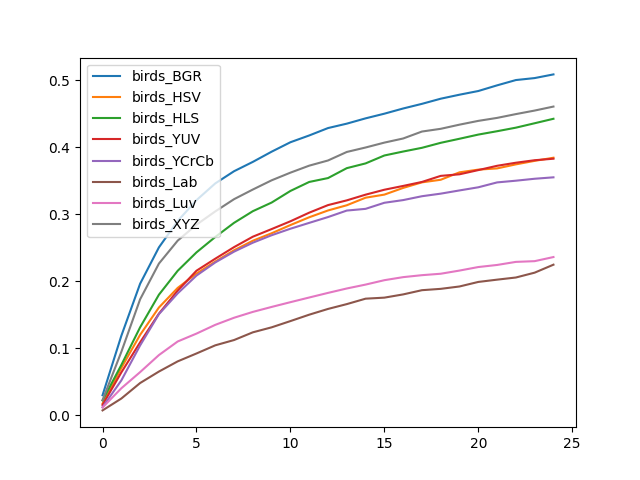 birds_BGR
birds_HSV
birds_HLS
birds_YUV
birds_YCrCb
birds_Lab
birds_Luv
birds_XYZ
0.5
0.4
0.3
0.2
0.1
0.0
0 5 10 15 20 25